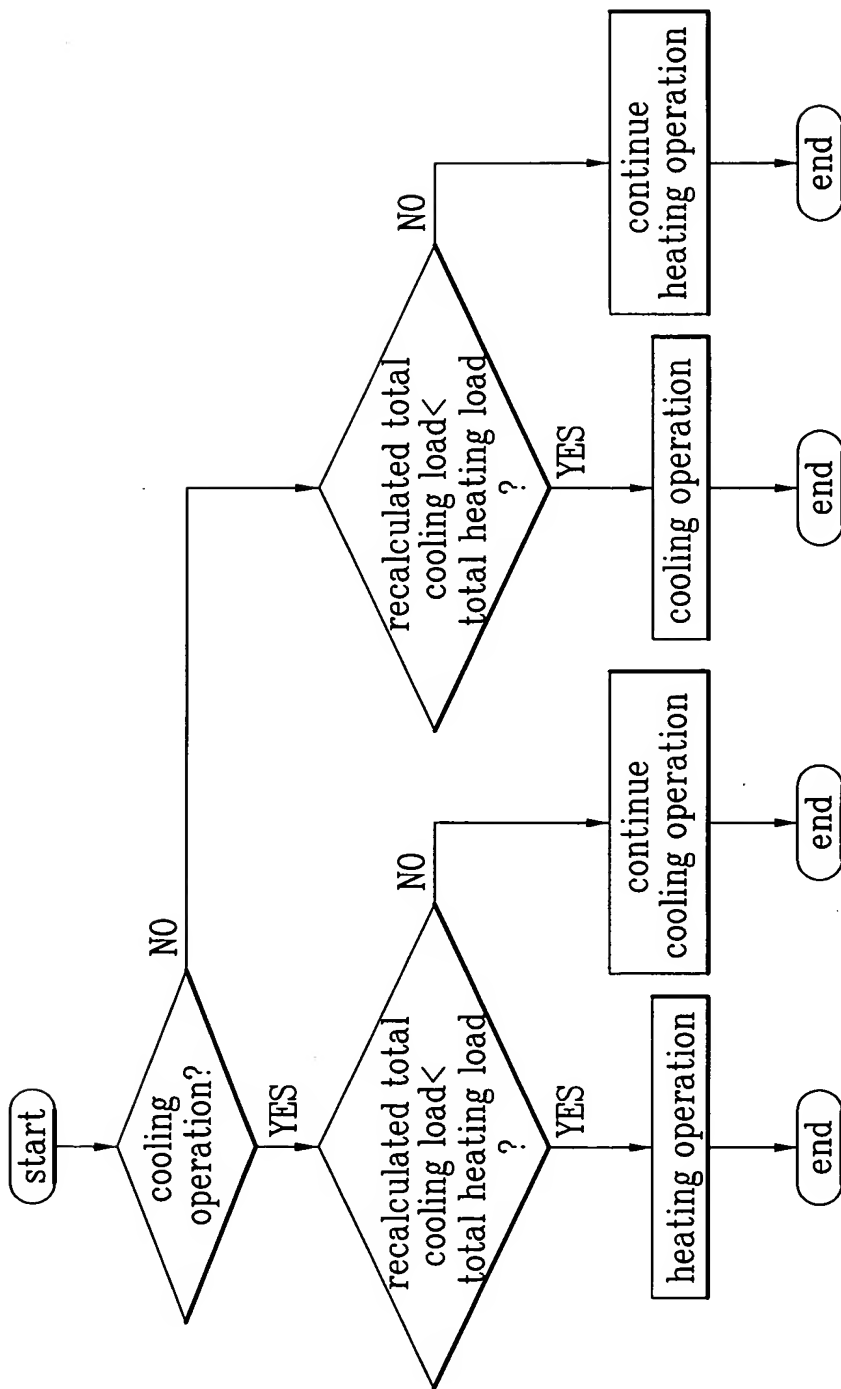 start
cooling
operation?
NO
YES
recalculated total
cooling load<
total heating load
?
NO
YES
heating operation
end
continue
cooling operation
end
recalculated total
cooling load<
total heating load
?
NO
YES
cooling operation
end
continue
heating operation
end